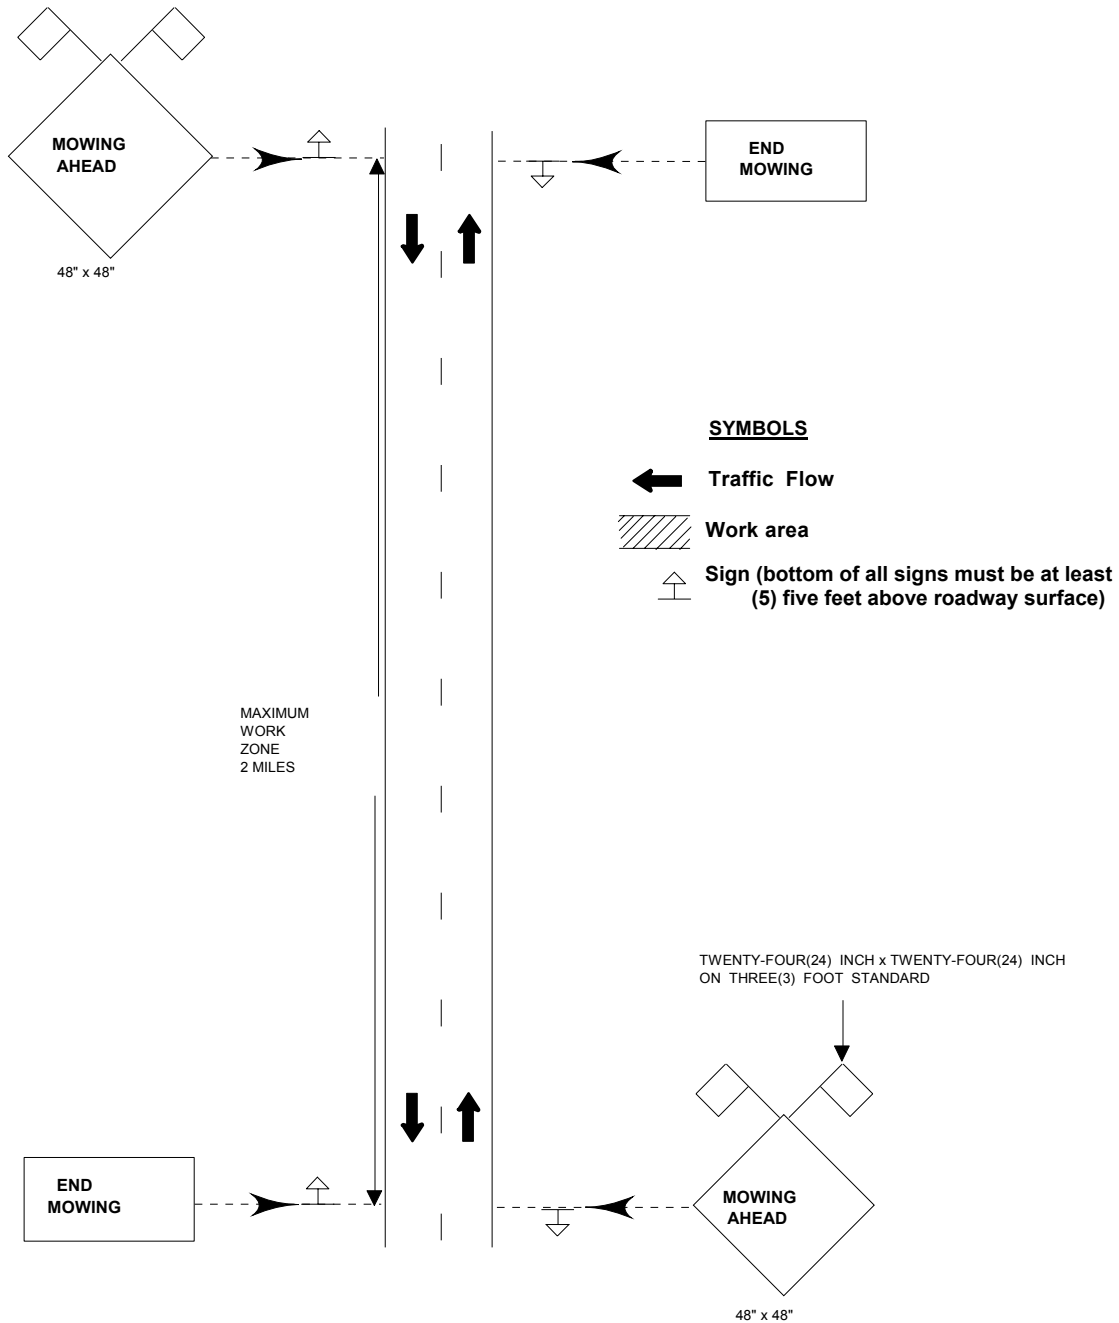 MOWING
AHEAD
48" x 48"
END
MOWING
SYMBOLS
Traffic Flow
Work area
Sign (bottom of all signs must be at least
(5) five feet above roadway surface)
MAXIMUM
WORK
ZONE
2 MILES
TWENTY-FOUR(24) INCH x TWENTY-FOUR(24) INCH
ON THREE(3) FOOT STANDARD
END
MOWING
MOWING
AHEAD
48" x 48"